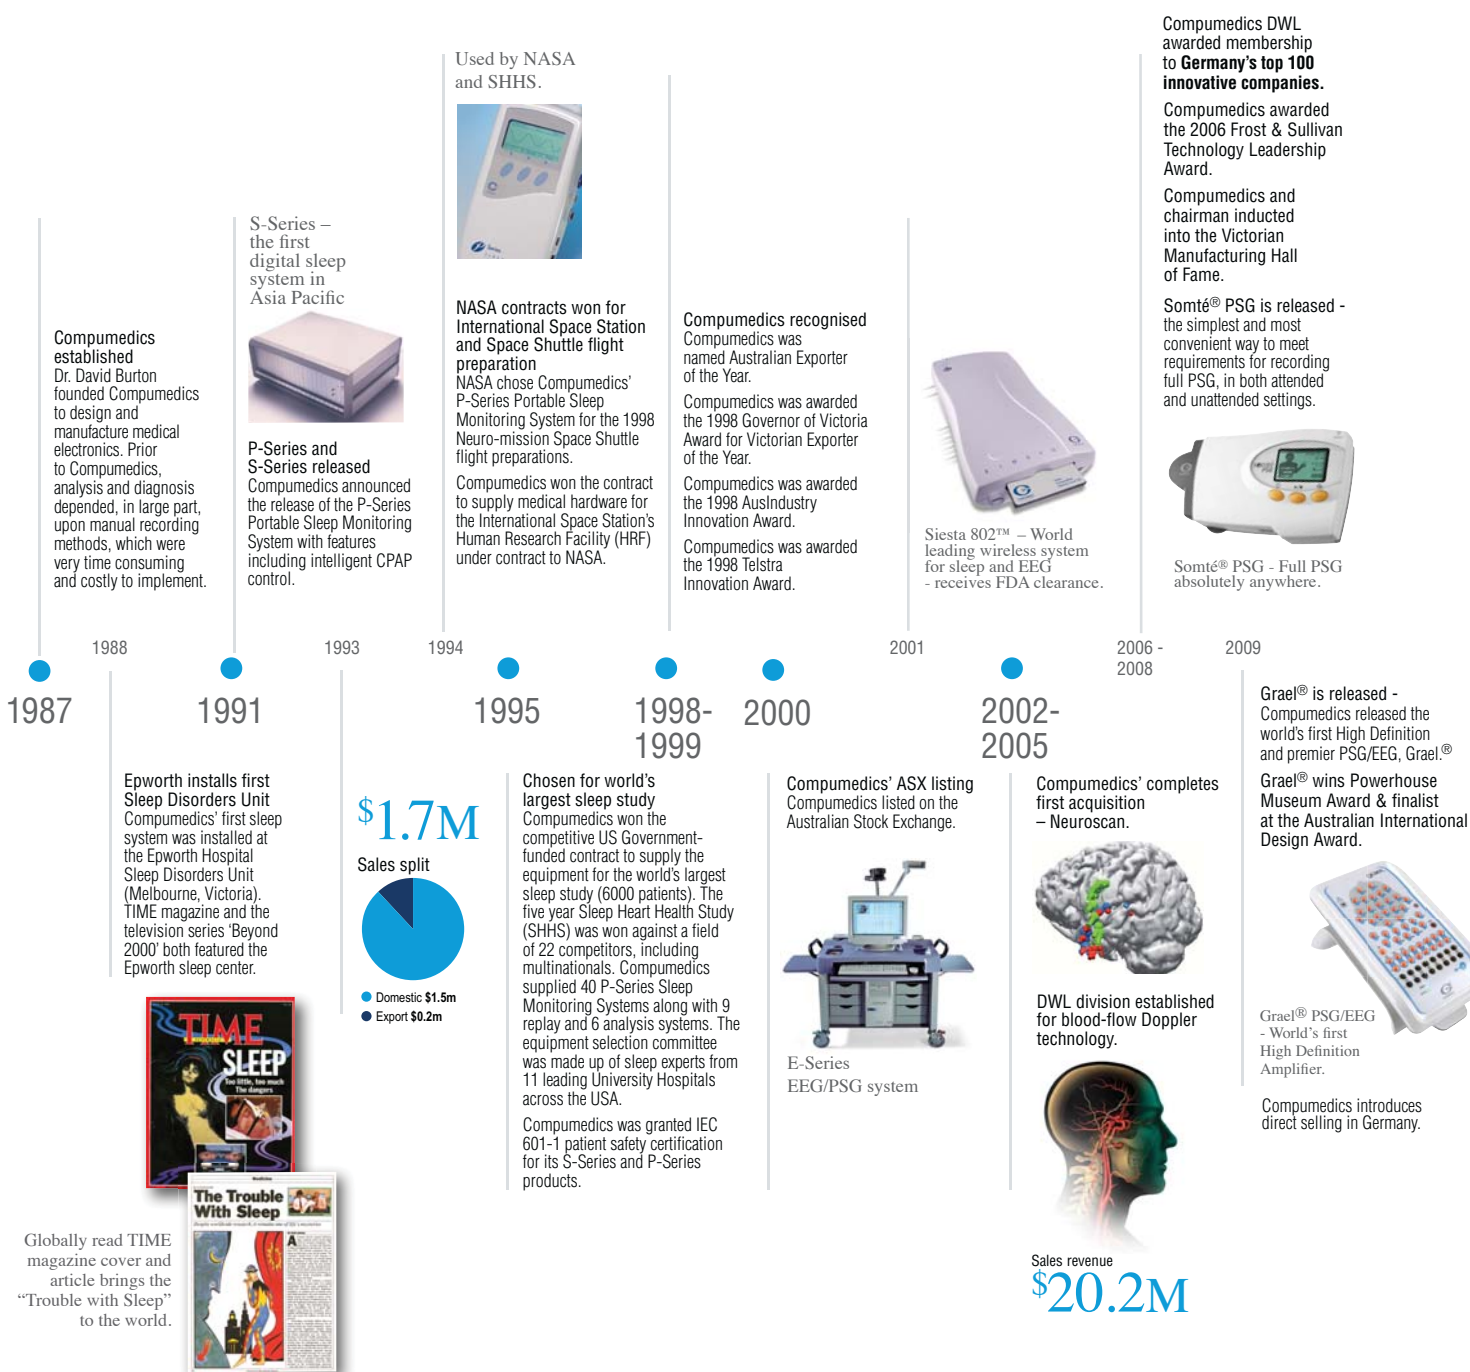 Compumedics
established
Dr. David Burton
founded Compumedics
to design and
manufacture medical
electronics. Prior
to Compumedics,
analysis and diagnosis
depended, in large part,
upon manual recording
methods, which were
very time consuming
and costly to implement.
S-Series –
the first
digital sleep
system in
Asia Pacific
P-Series and
S-Series released
Compumedics announced
the release of the P-Series
Portable Sleep Monitoring
System with features
including intelligent CPAP
control.
Used by NASA
and SHHS.
NASA contracts won for
International Space Station
and Space Shuttle flight
preparation
NASA chose Compumedics'
P-Series Portable Sleep
Monitoring System for the 1998
Neuro-mission Space Shuttle
flight preparations.
Compumedics won the contract
to supply medical hardware for
the International Space Station's
Human Research Facility (HRF)
under contract to NASA.
Compumedics recognised
Compumedics was
named Australian Exporter
of the Year.
Compumedics was awarded
the 1998 Governor of Victoria
Award for Victorian Exporter
of the Year.
Compumedics was awarded
the 1998 AusIndustry
Innovation Award.
Compumedics was awarded
the 1998 Telstra
Innovation Award.
Siesta 802™ – World
leading wireless system
for sleep and EEG
- receives FDA clearance.
Compumedics DWL
awarded membership
to Germany's top 100
innovative companies.
Compumedics awarded
the 2006 Frost & Sullivan
Technology Leadership
Award.
Compumedics and
chairman inducted
into the Victorian
Manufacturing Hall
of Fame.
Somté® PSG is released -
the simplest and most
convenient way to meet
requirements for recording
full PSG, in both attended
and unattended settings.
Somté® PSG - Full PSG
absolutely anywhere.
1988
1993
1994
2001
2006 -
2008
2009
1987
1991
1995
1998-
1999
2000
2002-
2005
Epworth installs first
Sleep Disorders Unit
Compumedics' first sleep
system was installed at
the Epworth Hospital
Sleep Disorders Unit
(Melbourne, Victoria).
TIME magazine and the
television series 'Beyond
2000' both featured the
Epworth sleep center.
TIME
SLEEP
Too little, too much
The dangers
The Trouble
With Sleep
Globally read TIME
magazine cover and
article brings the
“Trouble with Sleep”
to the world.
$1.7M
Sales split
Domestic $1.5m
Export $0.2m
Chosen for world's
largest sleep study
Compumedics won the
competitive US Government-
funded contract to supply the
equipment for the world's largest
sleep study (6000 patients). The
five year Sleep Heart Health Study
(SHHS) was won against a field
of 22 competitors, including
multinationals. Compumedics
supplied 40 P-Series Sleep
Monitoring Systems along with 9
replay and 6 analysis systems. The
equipment selection committee
was made up of sleep experts from
11 leading University Hospitals
across the USA.
Compumedics was granted IEC
601-1 patient safety certification
for its S-Series and P-Series
products.
Compumedics' ASX listing
Compumedics listed on the
Australian Stock Exchange.
E-Series
EEG/PSG system
Compumedics' completes
first acquisition
– Neuroscan.
DWL division established
for blood-flow Doppler
technology.
Sales revenue
$20.2M
Grael® is released -
Compumedics released the
world's first High Definition
and premier PSG/EEG, Grael.®
Grael® wins Powerhouse
Museum Award & finalist
at the Australian International
Design Award.
Grael® PSG/EEG
- World's first
High Definition
Amplifier.
Compumedics introduces
direct selling in Germany.